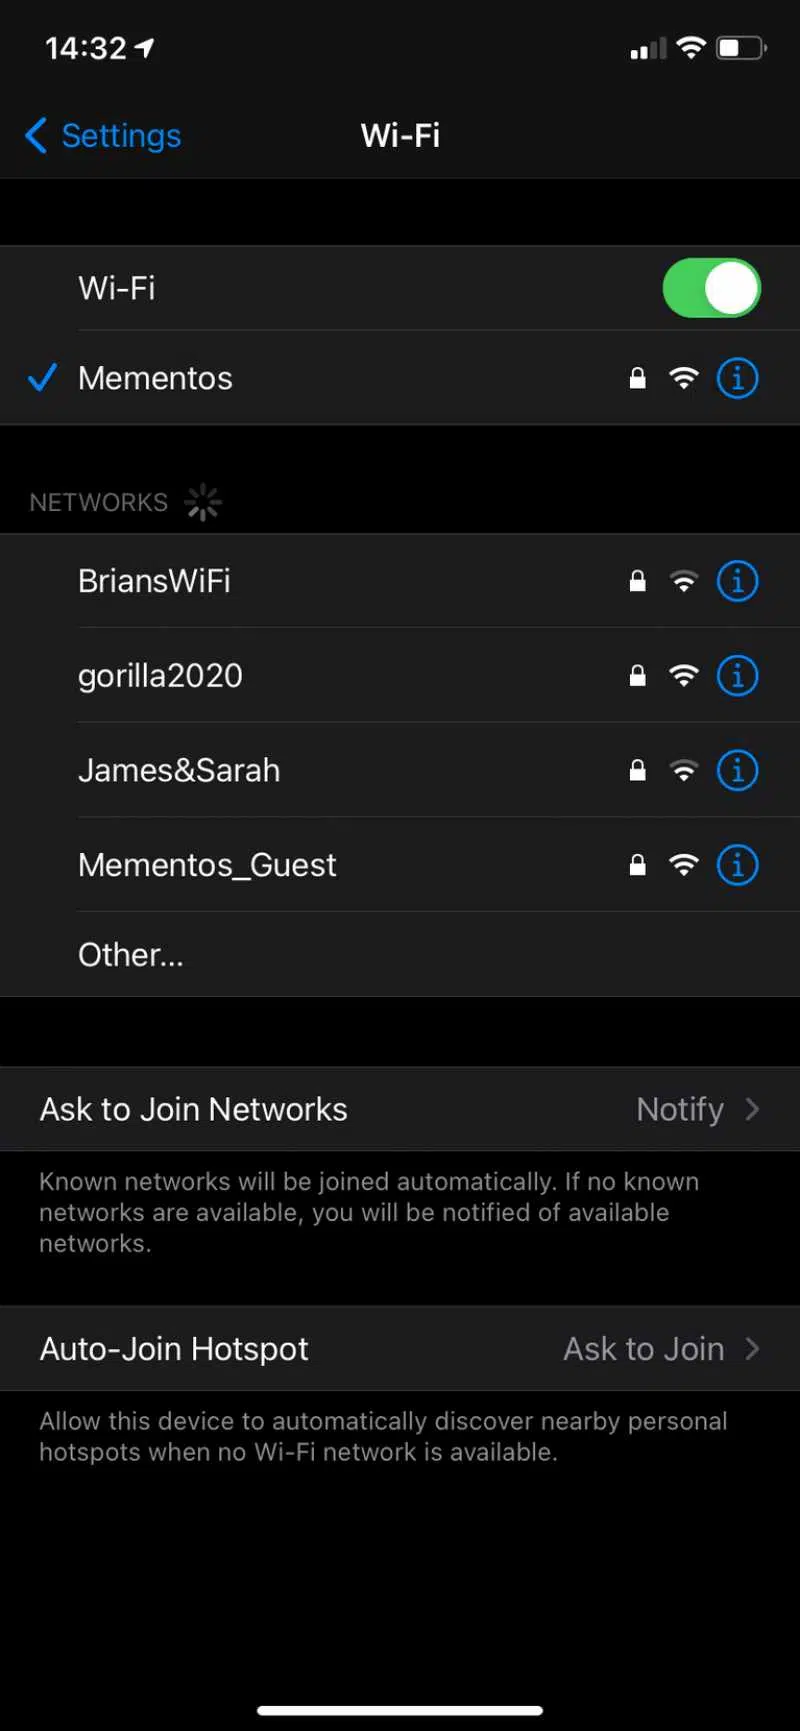 14:32
Settings
Wi-Fi
Wi-Fi
Mementos
NETWORKS
BriansWiFi
gorilla2020
James&Sarah
Mementos_Guest
Other...
Ask to Join Networks Notify
Known networks will be joined automatically. If no known
networks are available, you will be notified of available
networks.
Auto-Join Hotspot Ask to Join
Allow this device to automatically discover nearby personal
hotspots when no Wi-Fi network is available.